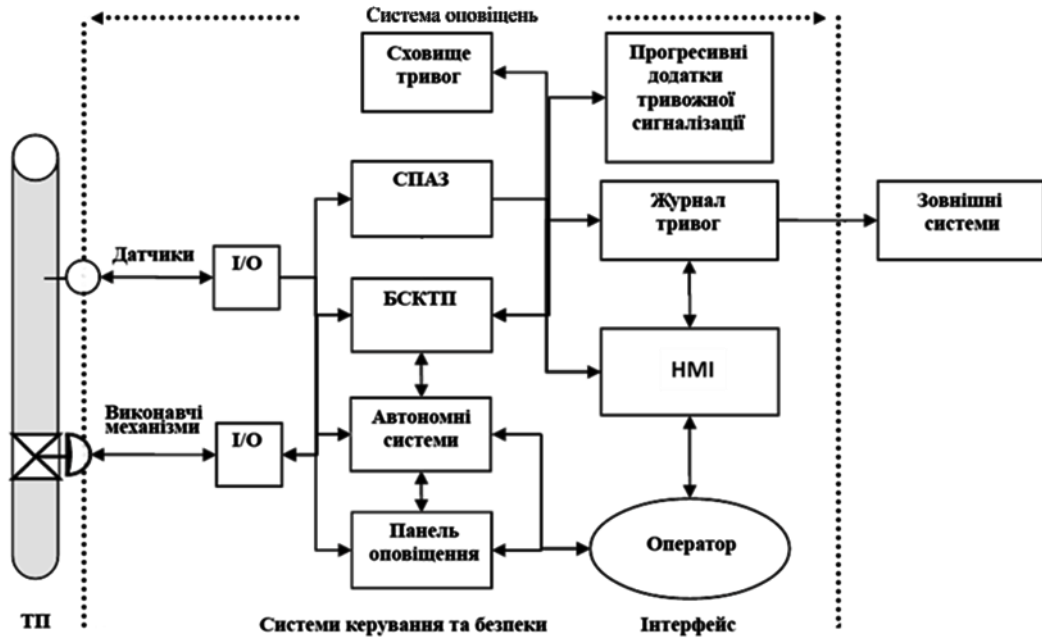 Система оповіщень
Сховище
тривог
Прогресивні
додатки
тривожної
сигналізації
СПАЗ
Журнал
тривог
Зовнішні
системи
Датчики
I/O
БСКТП
HMI
Виконавчі
механізми
I/O
Автономні
системи
Панель
оповіщення
Оператор
ТП
Системи керування та безпеки
Інтерфейс